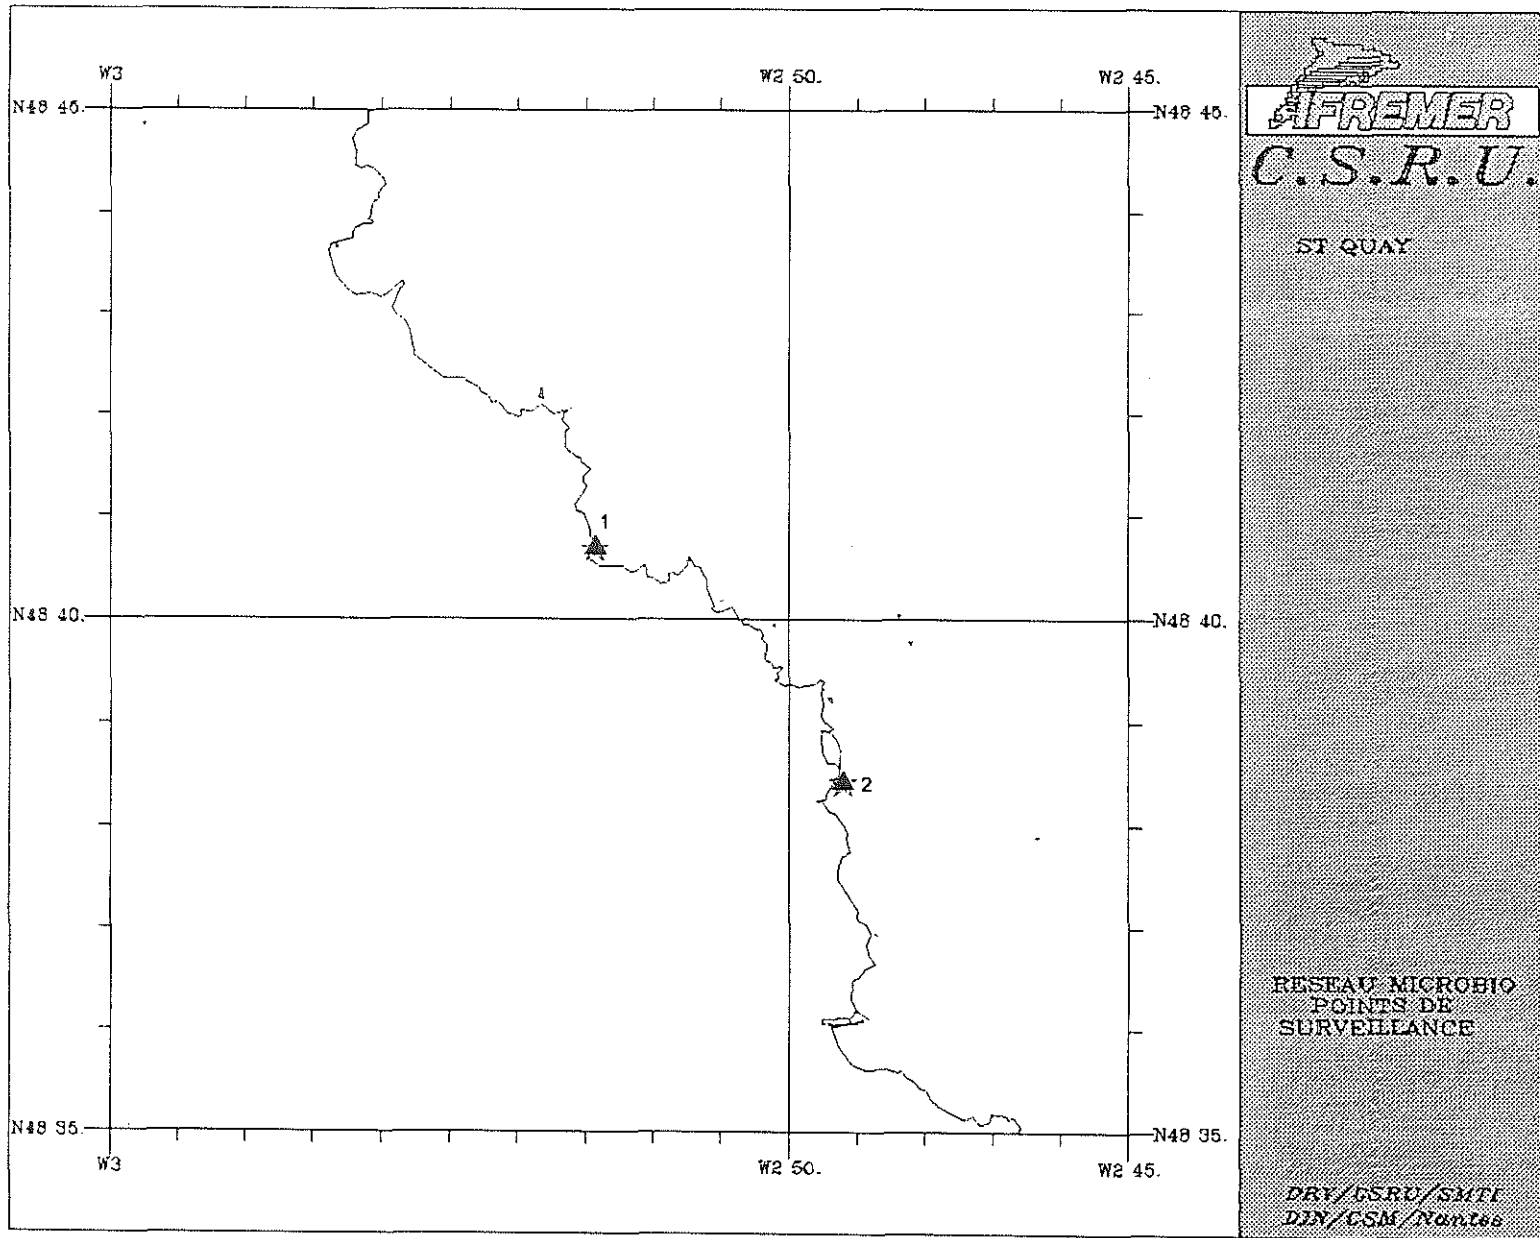 W3 W2 50. W2 45.
N48 45. N48 45.
IFREMER
C.S.R.U.
ST QUAY
1
N48 40. N48 40.
2
RESEAU MICROBIO
POINTS DE
SURVEILLANCE
N48 35. N48 35.
W3 W2 50. W2 45.
DRV/CSRU/SMTI
DIN/CSM/Nantes